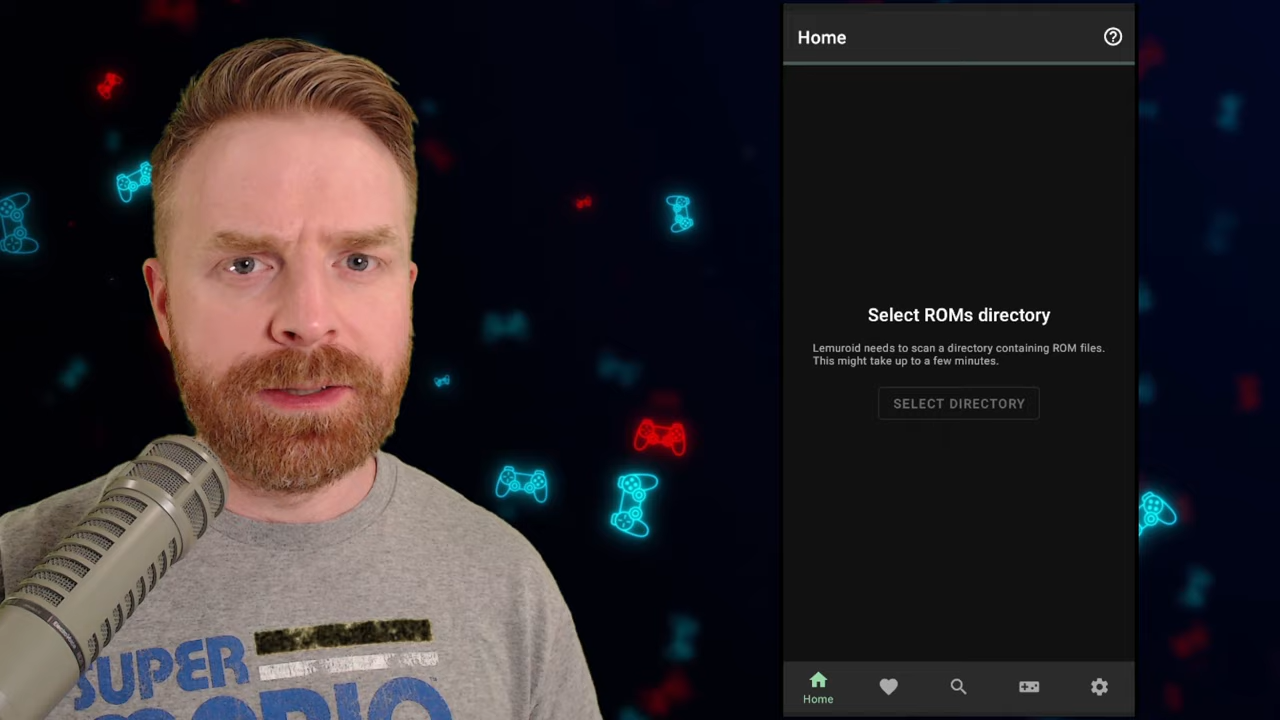 Home
Select ROMs directory
Lemuroid needs to scan a directory containing ROM files.
This might take up to a few minutes.
SELECT DIRECTORY
Home
SUPER